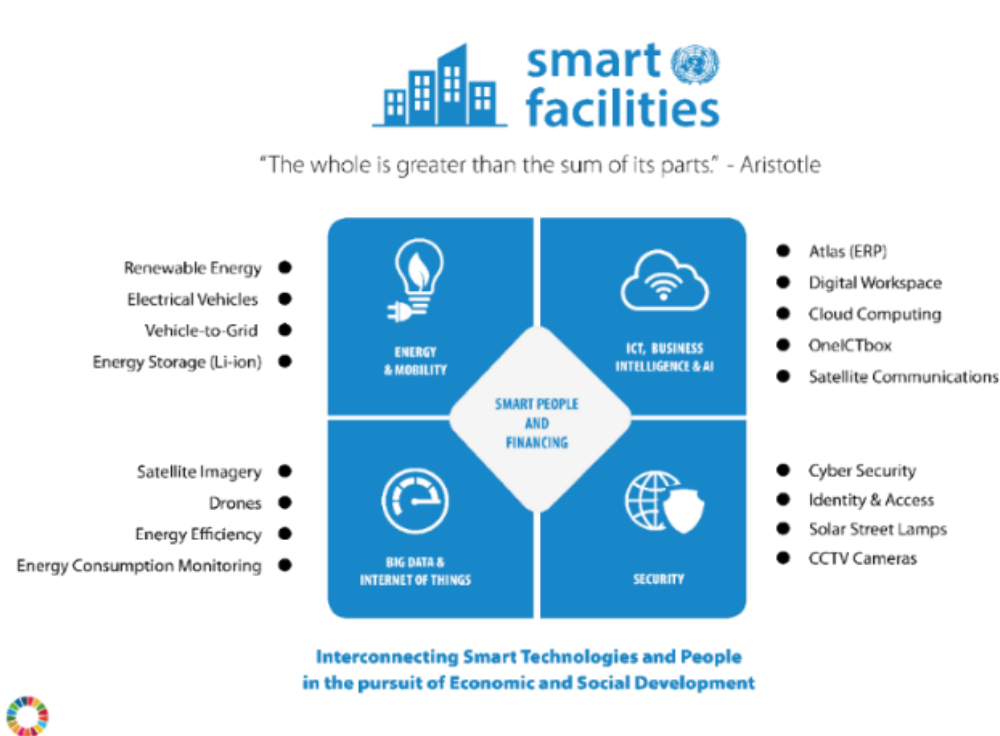 smart
facilities
"The whole is greater than the sum of its parts." - Aristotle
Renewable Energy
Electrical Vehicles
Vehicle-to-Grid
Energy Storage (Li-ion)
ENERGY
& MOBILITY
ICT, BUSINESS
INTELLIGENCE & AI
Atlas (ERP)
Digital Workspace
Cloud Computing
OneICTbox
Satellite Communications
SMART PEOPLE
AND
FINANCING
Satellite Imagery
Drones
Energy Efficiency
Energy Consumption Monitoring
BIG DATA &
INTERNET OF THINGS
SECURITY
Cyber Security
Identity & Access
Solar Street Lamps
CCTV Cameras
Interconnecting Smart Technologies and People
in the pursuit of Economic and Social Development